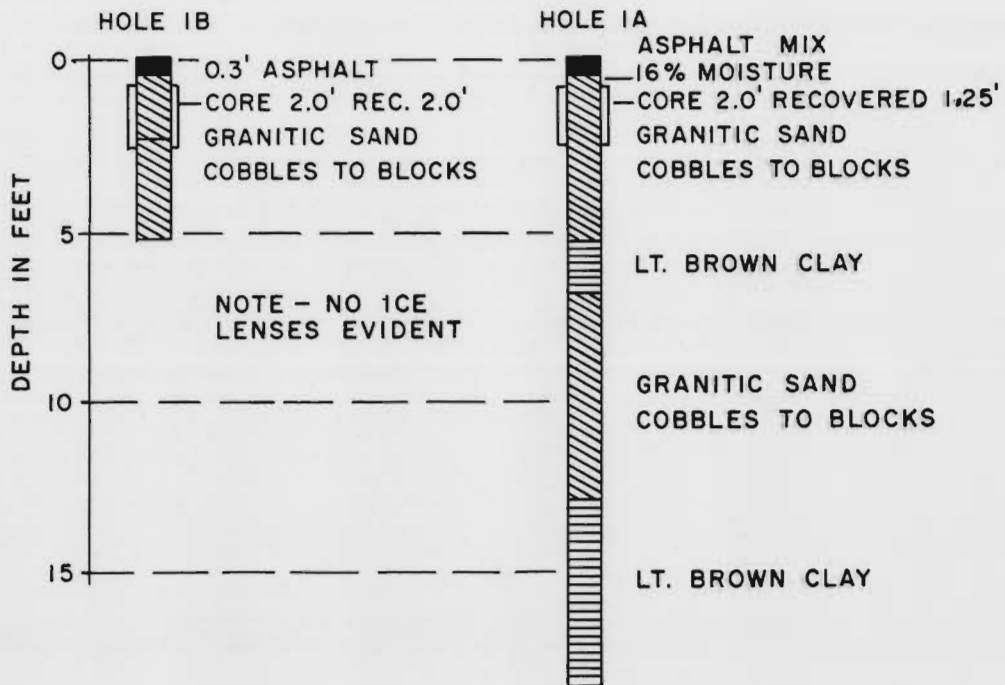 HOLE 1B
0.3' ASPHALT
CORE 2.0' REC. 2.0'
GRANITIC SAND
COBBLES TO BLOCKS
HOLE 1A
ASPHALT MIX
16% MOISTURE
CORE 2.0' RECOVERED 1.25'
GRANITIC SAND
COBBLES TO BLOCKS
LT. BROWN CLAY
GRANITIC SAND
COBBLES TO BLOCKS
LT. BROWN CLAY
NOTE – NO 1CE
LENSES EVIDENT
DEPTH IN FEET
0
5
10
15